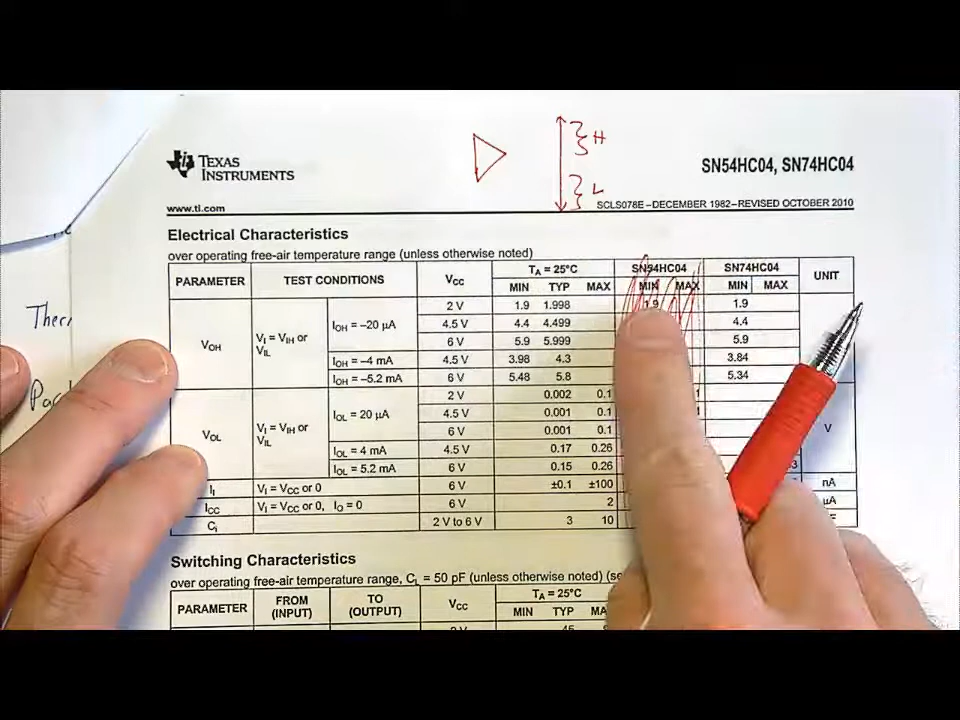 TEXAS
INSTRUMENTS
H
L
SN54HC04, SN74HC04
www.ti.com
SCLS078E – DECEMBER 1982 – REVISED OCTOBER 2010
Electrical Characteristics
over operating free-air temperature range (unless otherwise noted)
PARAMETER TEST CONDITIONS VCC TA = 25°C SN54HC04 SN74HC04 UNIT
MIN TYP MAX MIN MAX MIN MAX
VOH VI = VIH or VIL IOH = –20 μA 2 V 1.9 1.998 1.9 1.9
4.5 V 4.4 4.499 4.4
6 V 5.9 5.999 5.9
IOH = –4 mA 4.5 V 3.98 4.3 3.84
IOH = –5.2 mA 6 V 5.48 5.8 5.34
VOL VI = VIH or VIL IOL = 20 μA 2 V 0.002 0.1 V
4.5 V 0.001 0.1
6 V 0.001 0.1
IOL = 4 mA 4.5 V 0.17 0.26
IOL = 5.2 mA 6 V 0.15 0.26
II VI = VCC or 0 6 V ±0.1 ±100 nA
ICC VI = VCC or 0, IO = 0 6 V 2 μA
Ci 2 V to 6 V 3 10
Switching Characteristics
over operating free-air temperature range, CL = 50 pF (unless otherwise noted)
PARAMETER FROM (INPUT) TO (OUTPUT) VCC TA = 25°C
MIN TYP